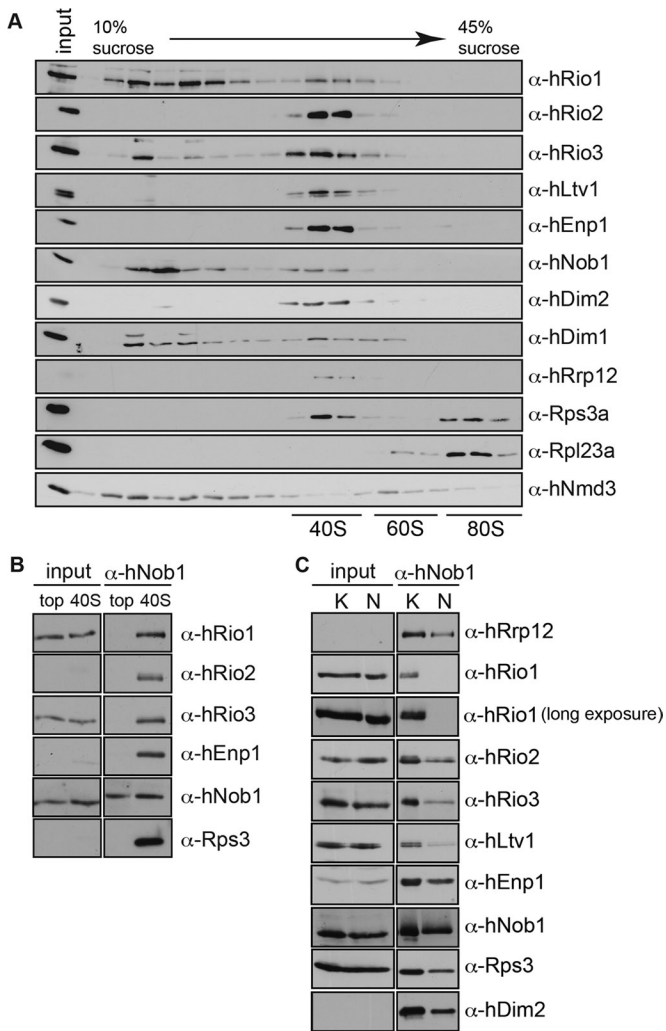 A
input
10%
sucrose
45%
sucrose
α-hRio1
α-hRio2
α-hRio3
α-hLtv1
α-hEnp1
α-hNob1
α-hDim2
α-hDim1
α-hRrp12
α-Rps3a
α-Rpl23a
α-hNmd3
40S 60S 80S
B
input α-hNob1
top 40S top 40S
α-hRio1
α-hRio2
α-hRio3
α-hEnp1
α-hNob1
α-Rps3
C
input α-hNob1
K N K N
α-hRrp12
α-hRio1
α-hRio1 (long exposure)
α-hRio2
α-hRio3
α-hLtv1
α-hEnp1
α-hNob1
α-Rps3
α-hDim2